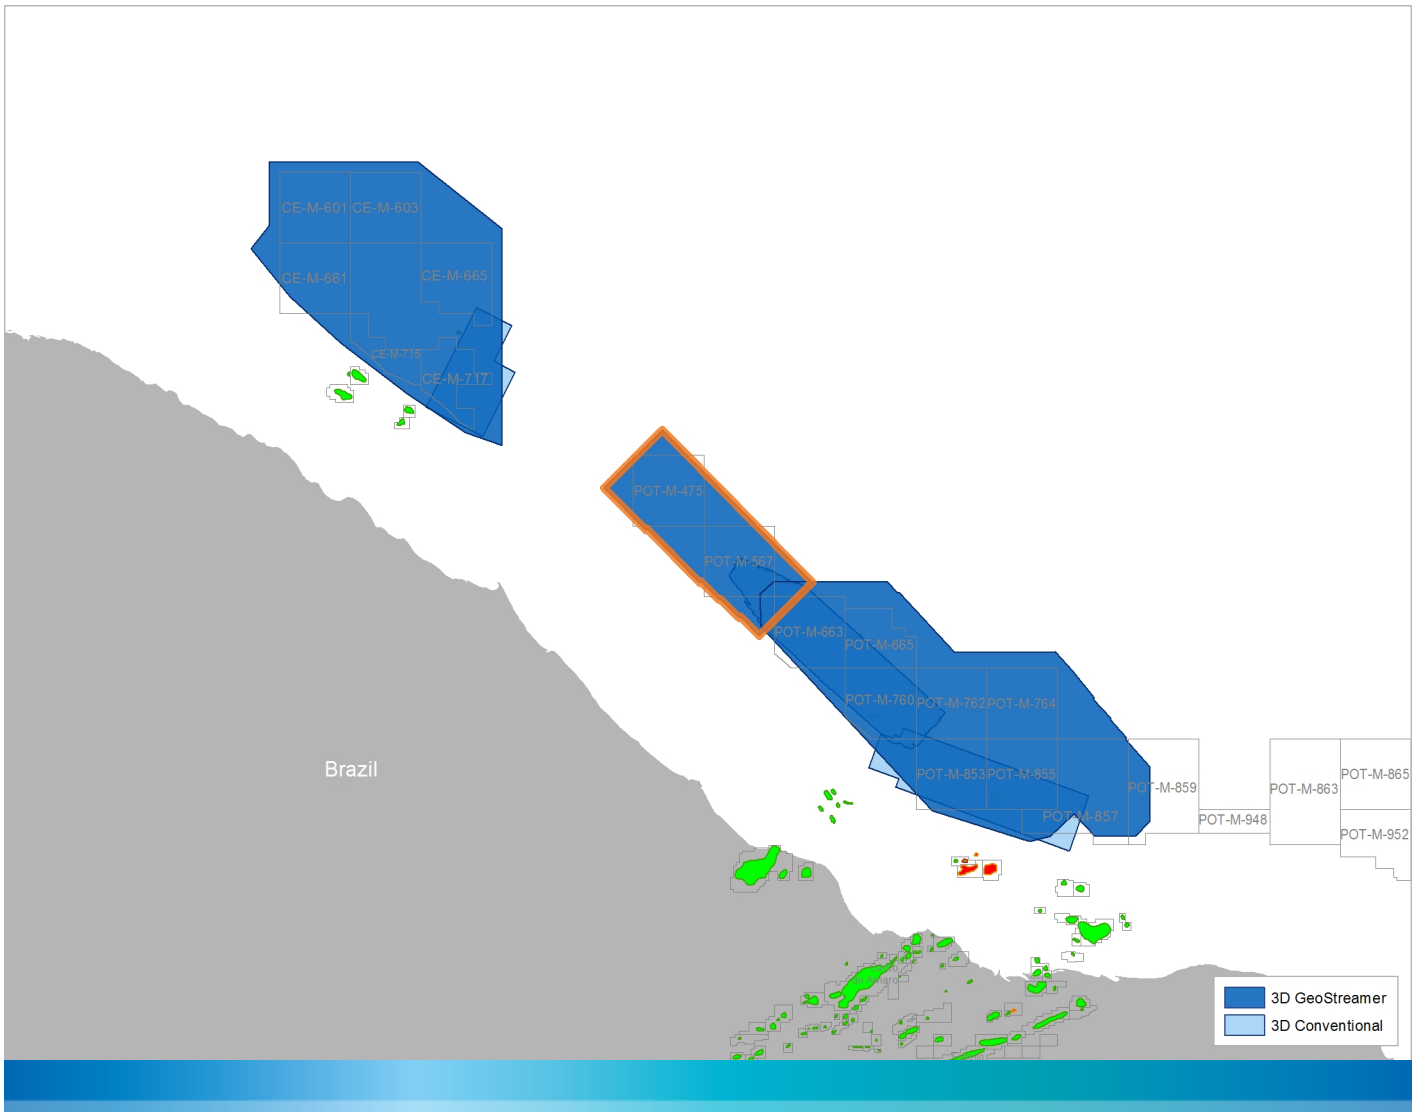 CE-M-601 CE-M-603
CE-M-661 CE-M-665
CE-M-715
CE-M-717
POT-M-475
POT-M-567
POT-M-663 POT-M-665
POT-M-760 POT-M-762 POT-M-764
POT-M-853 POT-M-855 POT-M-859 POT-M-863 POT-M-865
POT-M-857 POT-M-948 POT-M-952
Brazil
3D GeoStreamer
3D Conventional